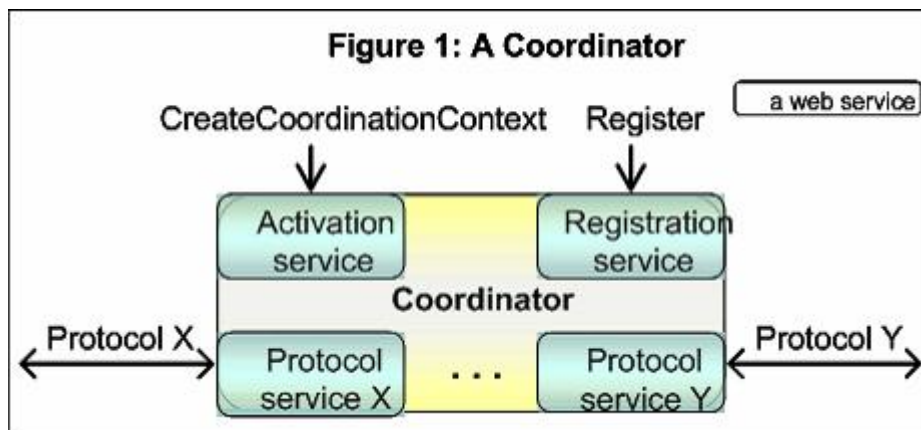 Figure 1: A Coordinator
a web service
CreateCoordinationContext
Register
Activation
service
Registration
service
Coordinator
Protocol X
Protocol Y
Protocol
service X
. . .
Protocol
service Y